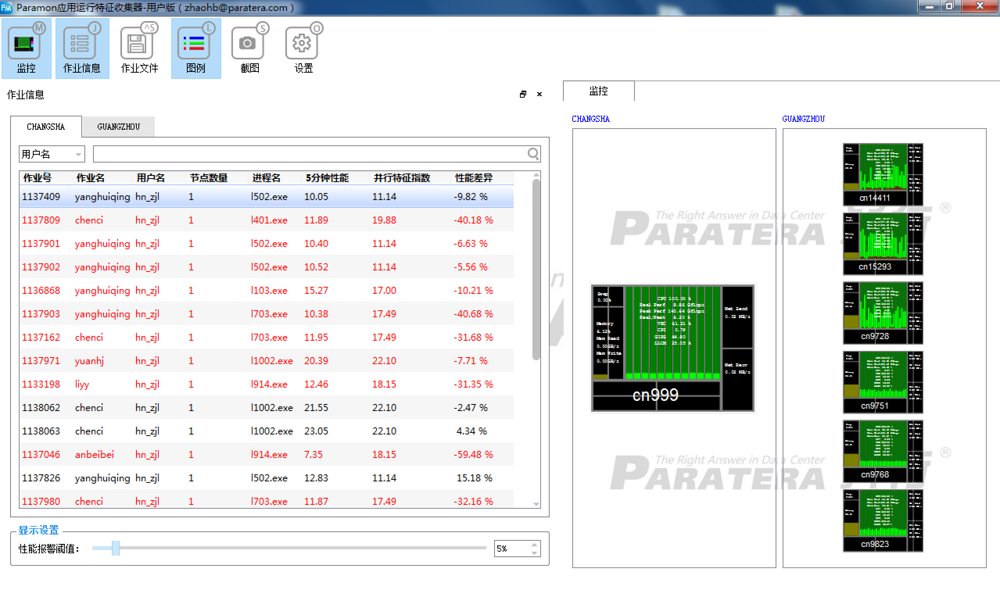 Paramon应用运行特征收集器-用户版 ( zhaohb@paratera.com )
M J ^S L S O
监控 作业信息 作业文件 图例 截图 设置
作业信息
监控
CHANGSHA GUANGZHOU
用户名
作业号 作业名 用户名 节点数量 进程名 5分钟性能 并行特征指数 性能差异
1137409 yanghuiqing hn_zjl 1 l502.exe 10.05 11.14 -9.82 %
1137809 chenci hn_zjl 1 l401.exe 11.89 19.88 -40.18 %
1137901 yanghuiqing hn_zjl 1 l502.exe 10.40 11.14 -6.63 %
1137902 yanghuiqing hn_zjl 1 l502.exe 10.52 11.14 -5.56 %
1136868 yanghuiqing hn_zjl 1 l103.exe 15.27 17.00 -10.21 %
1137903 yanghuiqing hn_zjl 1 l703.exe 10.38 17.49 -40.68 %
1137162 chenci hn_zjl 1 l703.exe 11.95 17.49 -31.68 %
1137971 yuanhj hn_zjl 1 l1002.exe 20.39 22.10 -7.71 %
1133198 liyy hn_zjl 1 l914.exe 12.46 18.15 -31.35 %
1138062 chenci hn_zjl 1 l1002.exe 21.55 22.10 -2.47 %
1138063 chenci hn_zjl 1 l1002.exe 23.05 22.10 4.34 %
1137046 anbeibei hn_zjl 1 l914.exe 7.35 18.15 -59.48 %
1137826 yanghuiqing hn_zjl 1 l502.exe 12.83 11.14 15.18 %
1137980 chenci hn_zjl 1 l703.exe 11.87 17.49 -32.16 %
显示设置
性能报警阈值：
5%
CHANGSHA
The Right Answer in Data Center
PARATERA
Swap
0.00%
Memory
6.12%
Mem Read
0.00GB/s
Mem Write
0.00GB/s
CPU 100.00 %
Real Perf Gflops
Peak Perf 140.64 Gflops
Real/Peak %
VEC 61.21 %
CPI 0.79
GIPS
LLCM 25.05 %
Net Send
MB/s
Net Recv
MB/s
cn999
The Right Answer in Data Center
PARATERA
GUANGZHOU
cn14411
®
cn15293
cn9728
cn9751
cn9768
®
cn9823